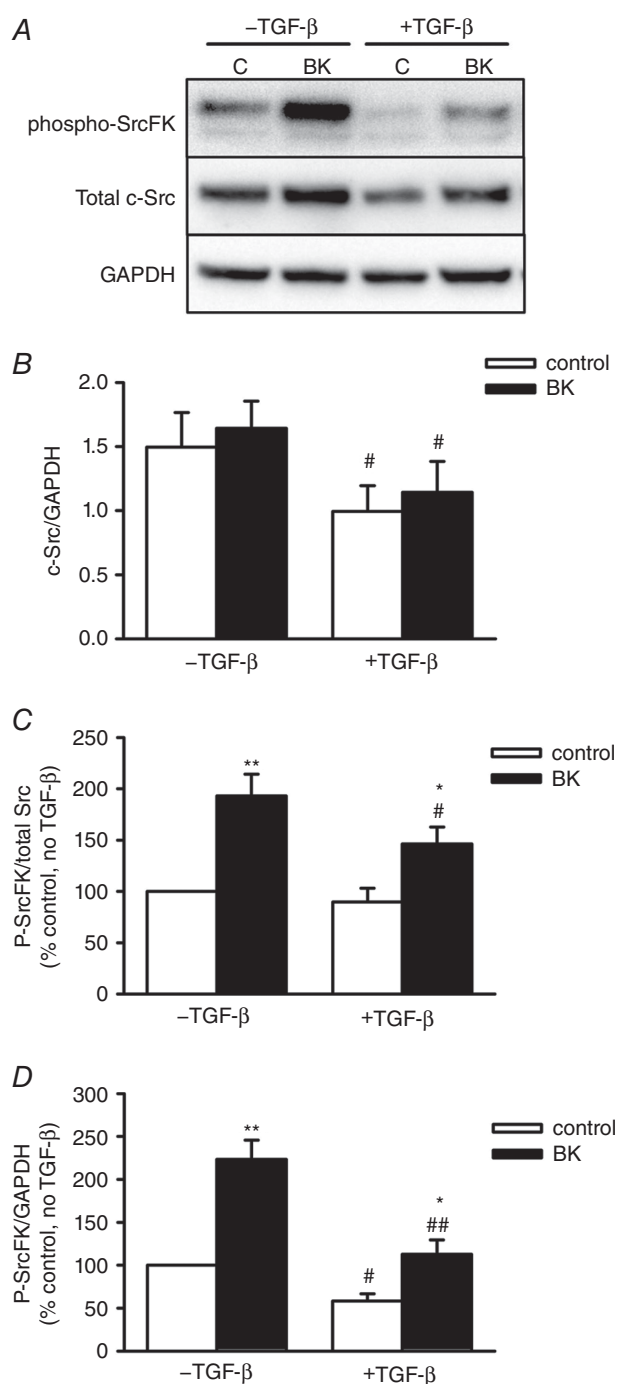 A
–TGF-β +TGF-β
C BK C BK
phospho-SrcFK
Total c-Src
GAPDH
B
control
BK
2.0
1.5
1.0
0.5
0.0
c-Src/GAPDH
# #
–TGF-β +TGF-β
C
control
BK
250
200
150
100
50
0
P-SrcFK/total Src
(% control, no TGF-β)
**
*
#
–TGF-β +TGF-β
D
control
BK
300
250
200
150
100
50
0
P-SrcFK/GAPDH
(% control, no TGF-β)
**
*
##
#
–TGF-β +TGF-β